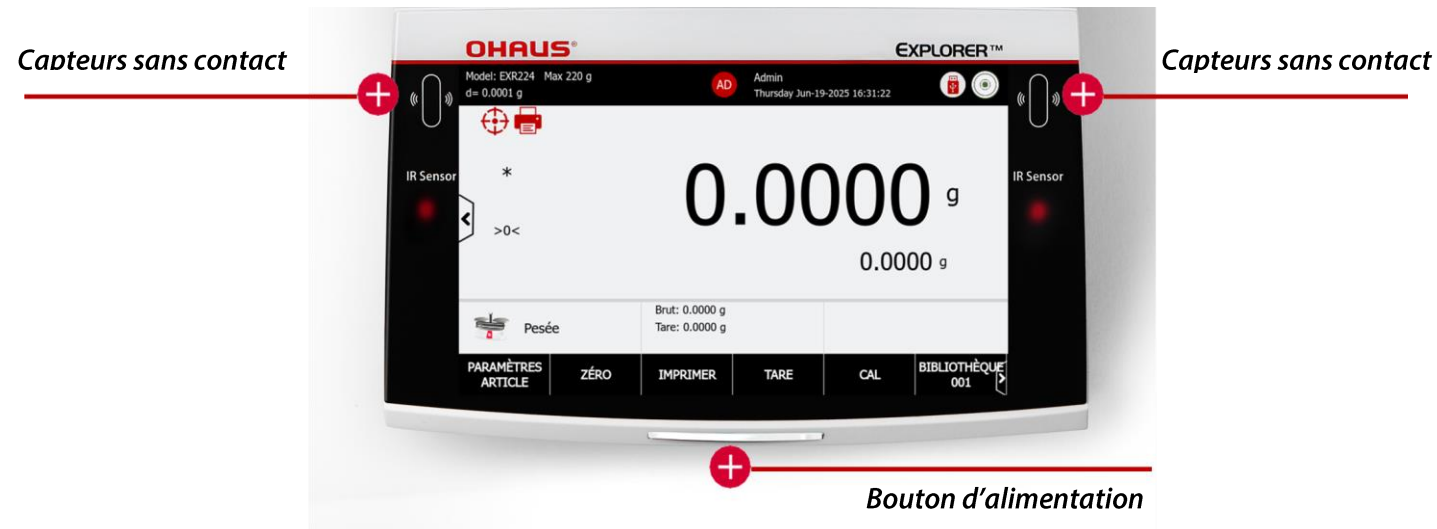 OHAUS®
EXPLORER™
Capteurs sans contact
Capteurs sans contact
Model: EXR224 Max 220 g
d= 0.0001 g
AD
Admin
Thursday Jun-19-2025 16:31:22
IR Sensor
*
0.0000 g
IR Sensor
>0<
0.0000 g
Pesée
Brut: 0.0000 g
Tare: 0.0000 g
PARAMÈTRES
ARTICLE
ZÉRO
IMPRIMER
TARE
CAL
BIBLIOTHÈQUE
001
Bouton d’alimentation